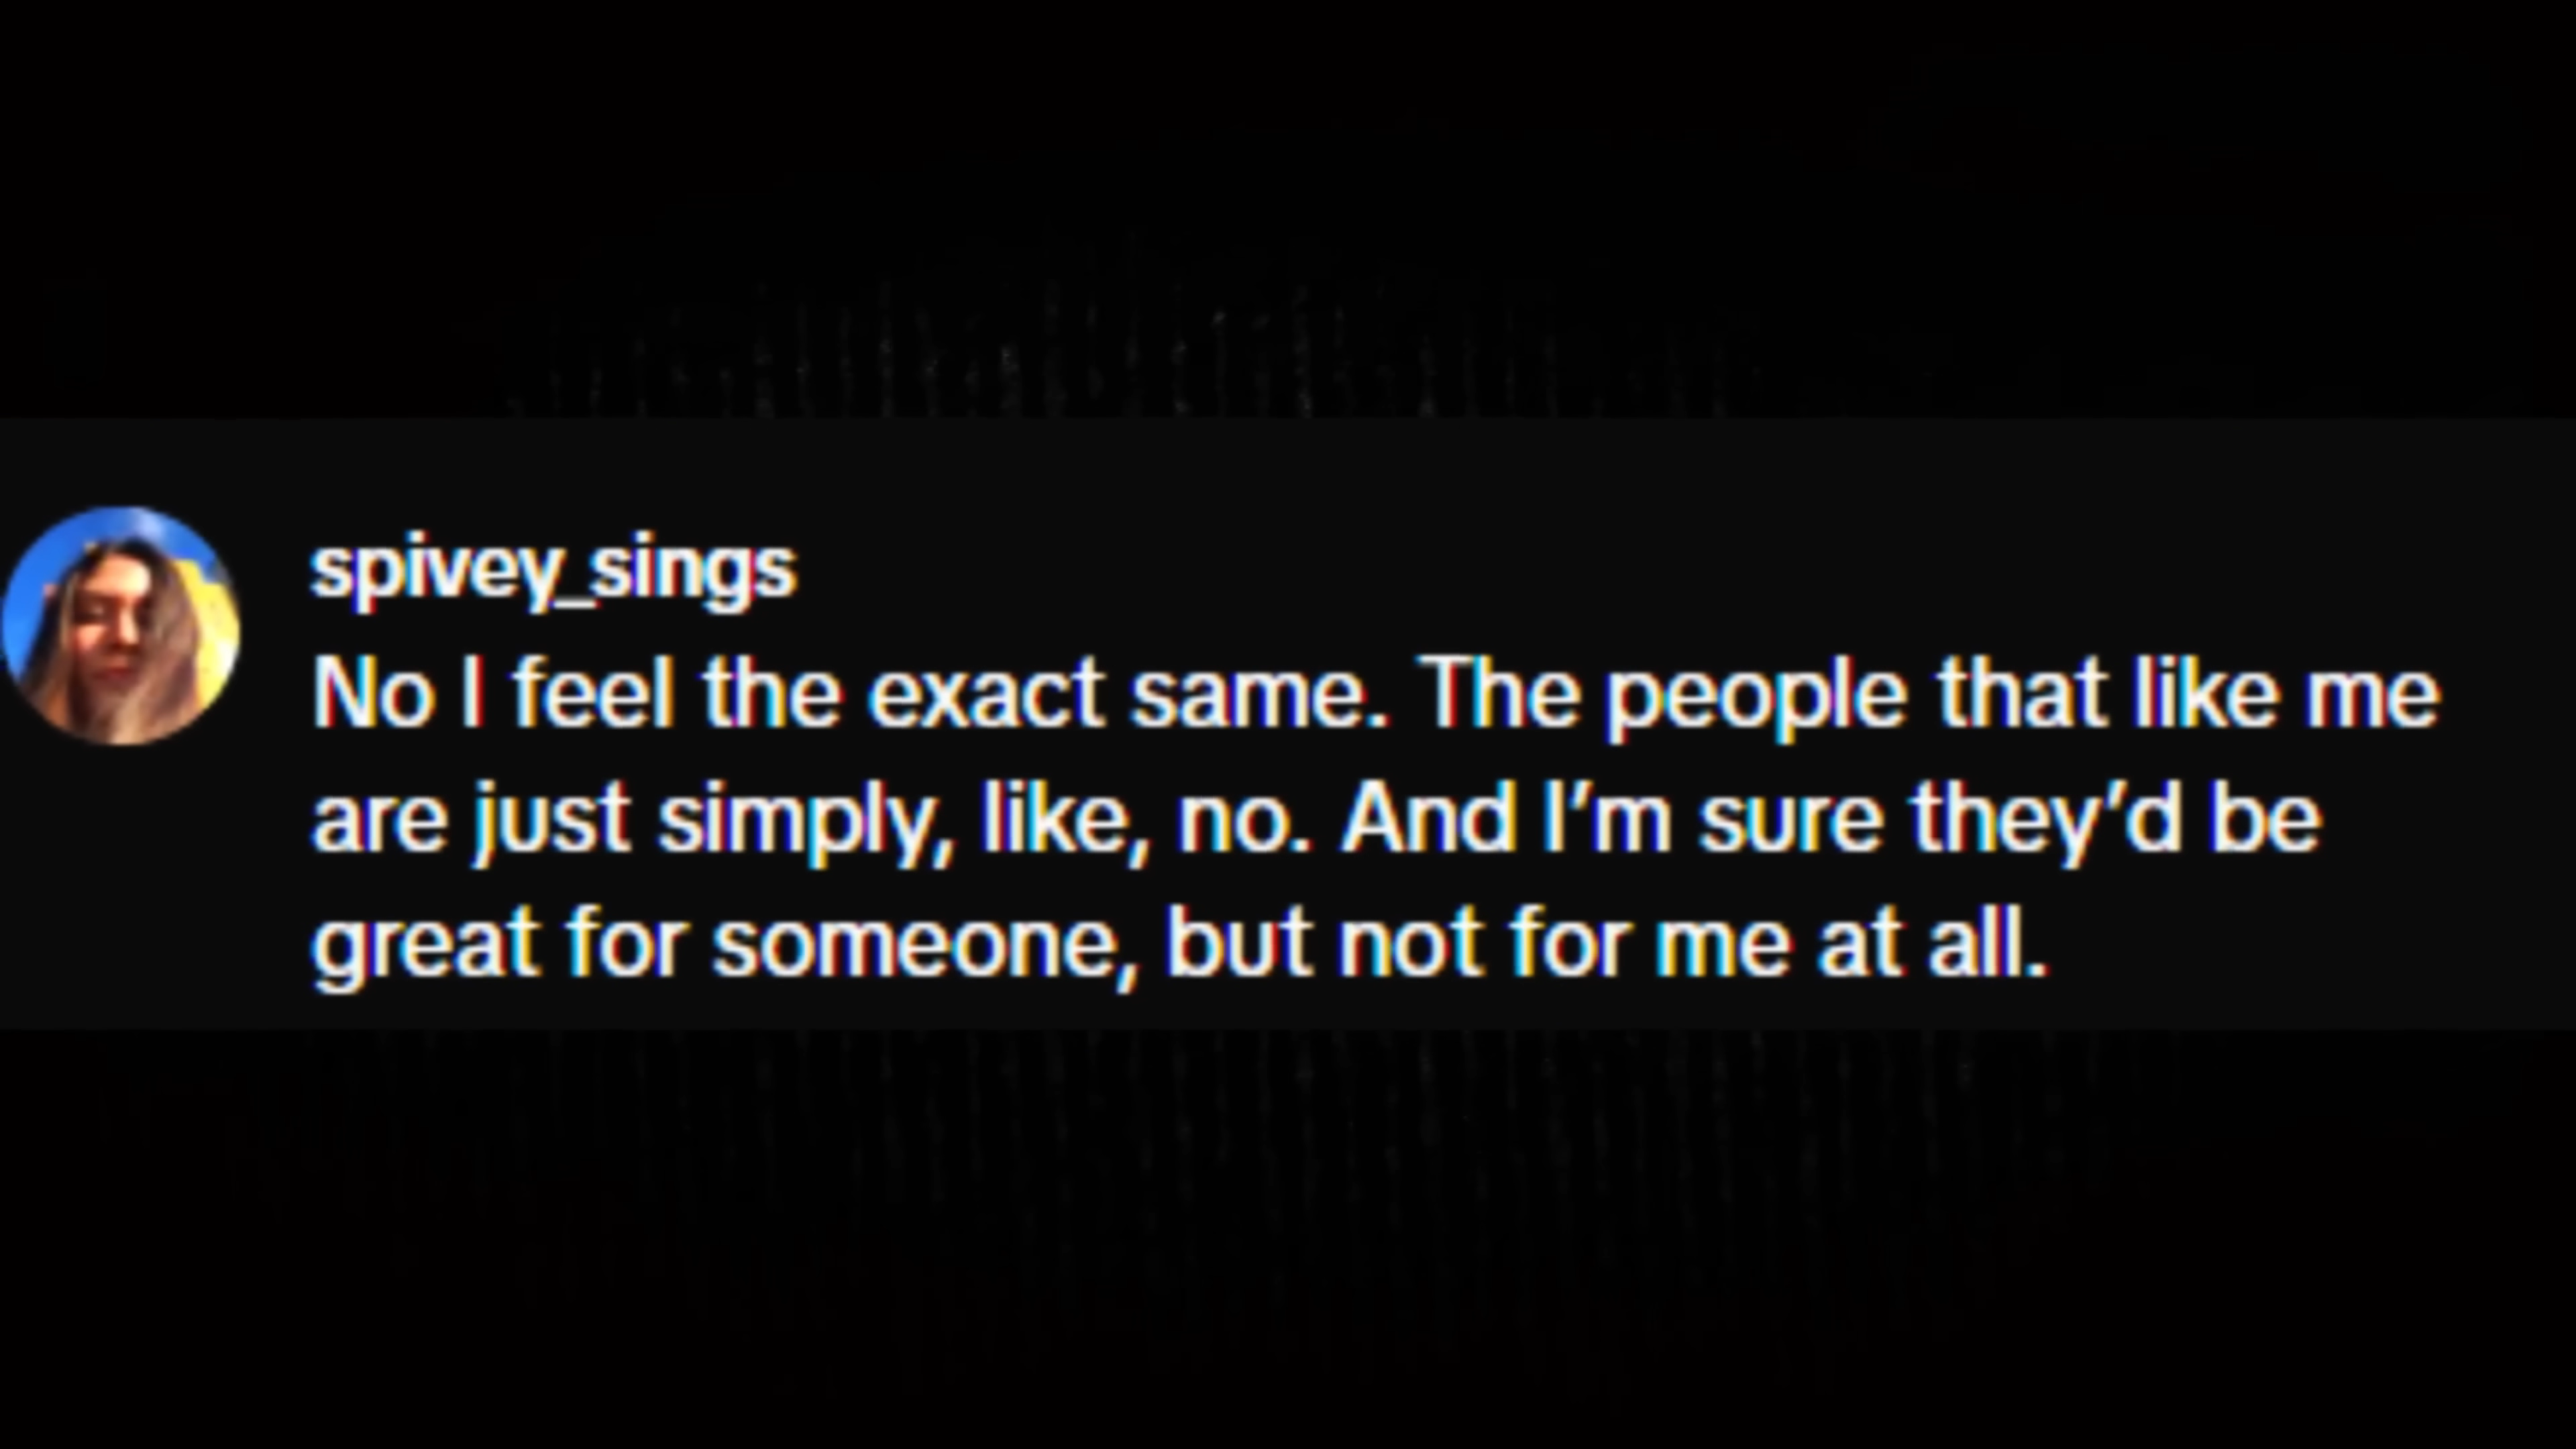 spivey_sings
No I feel the exact same. The people that like me
are just simply, like, no. And I’m sure they’d be
great for someone, but not for me at all.